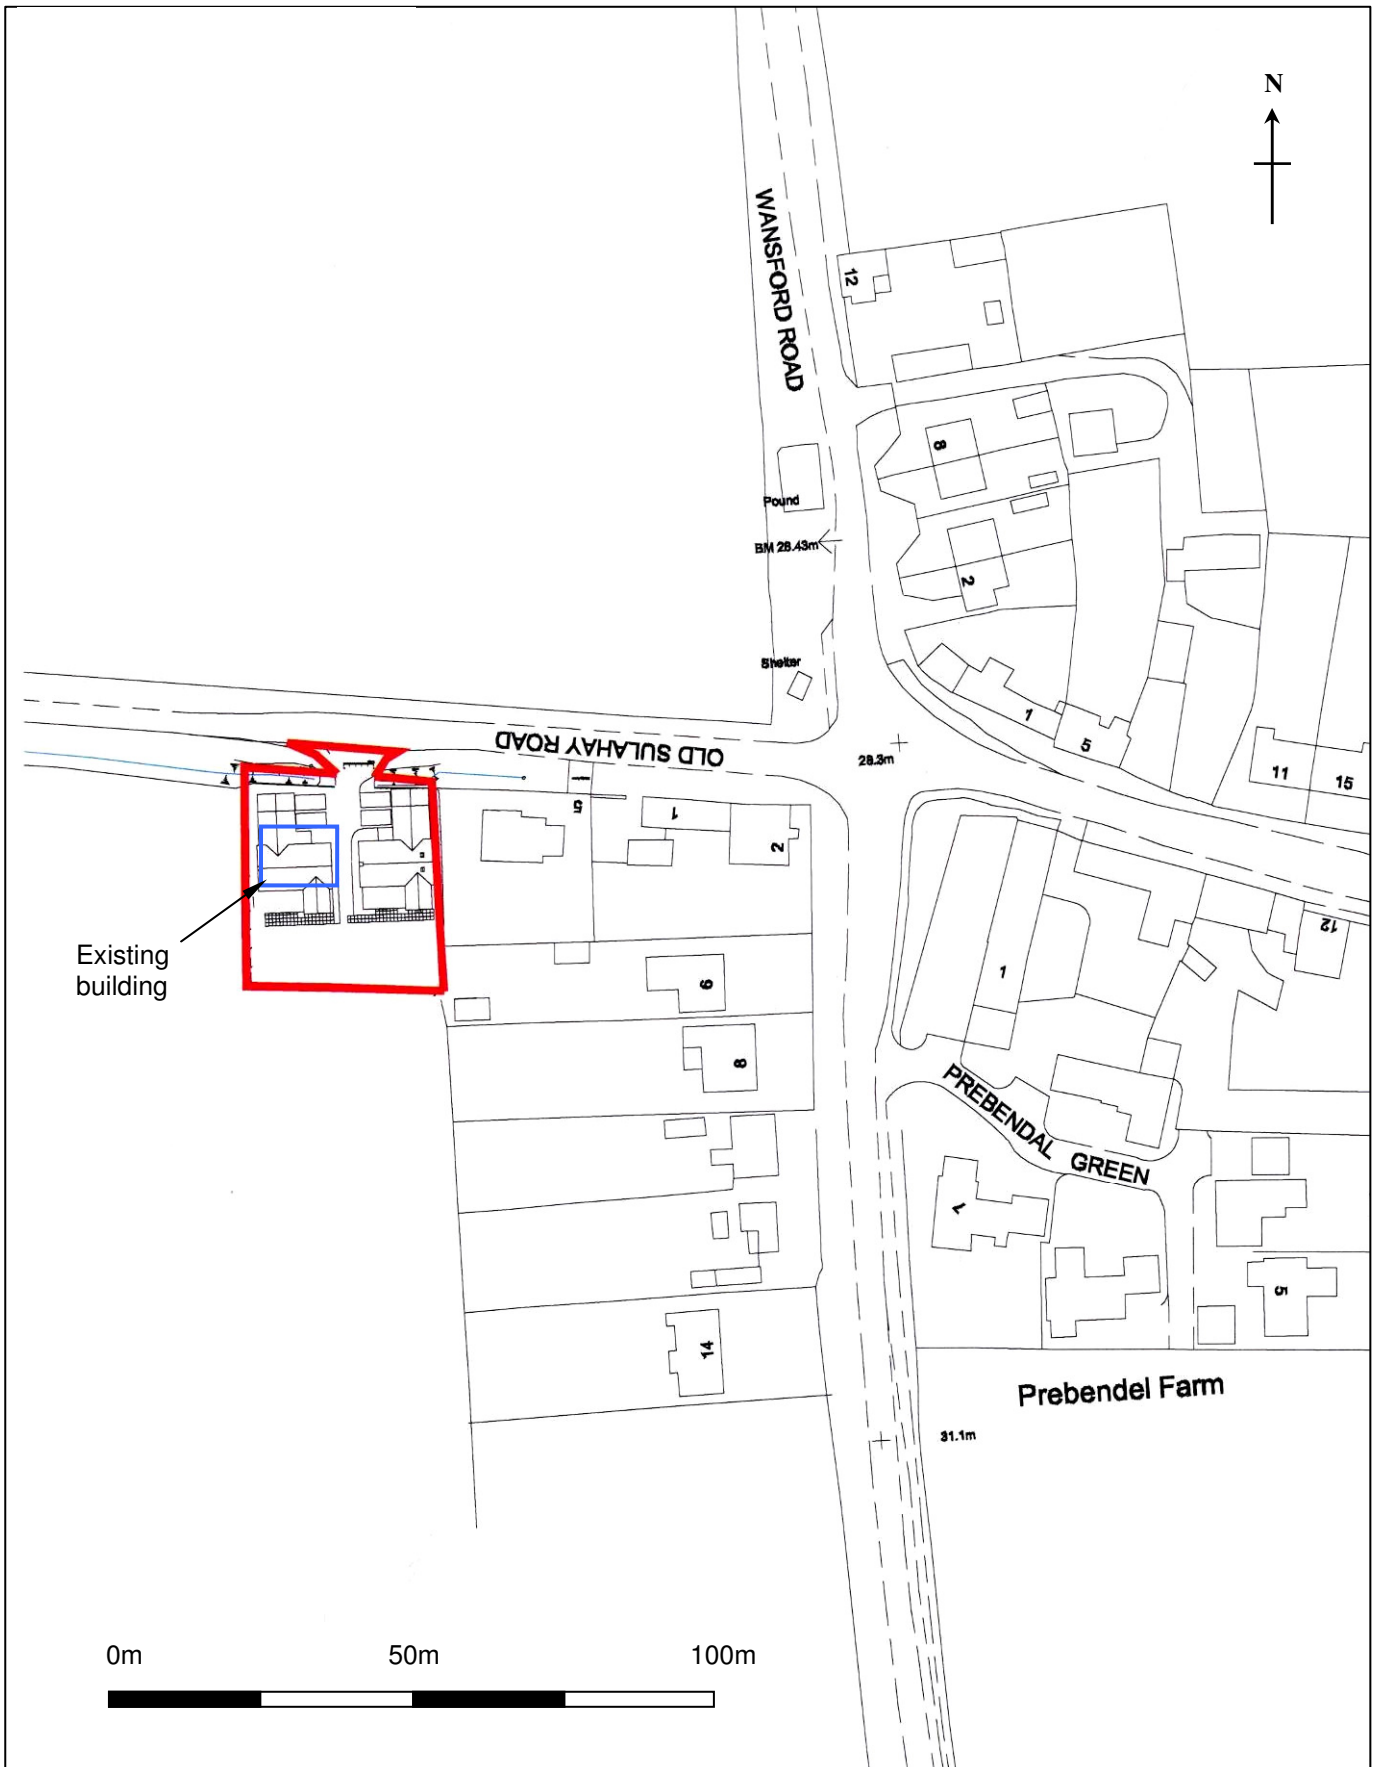 N
WANSFORD ROAD
12
8
Pound
BM 28.43m
2
Shelter
1
5
OLD SULAHAY ROAD
28.3m
11
15
5
1
2
12
Existing
building
6
1
8
PREBENDAL GREEN
7
5
14
Prebendel Farm
31.1m
0m
50m
100m